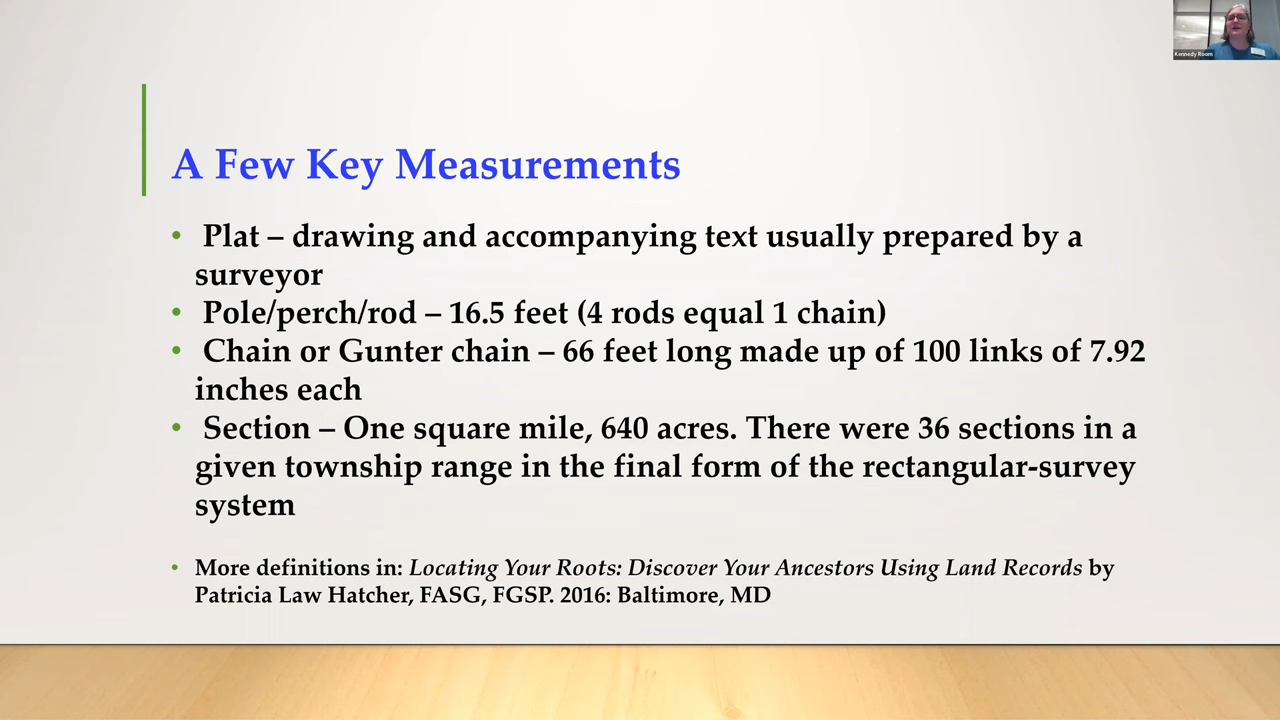 Kennedy Room
A Few Key Measurements
• Plat – drawing and accompanying text usually prepared by a
surveyor
• Pole/perch/rod – 16.5 feet (4 rods equal 1 chain)
• Chain or Gunter chain – 66 feet long made up of 100 links of 7.92
inches each
• Section – One square mile, 640 acres. There were 36 sections in a
given township range in the final form of the rectangular-survey
system
• More definitions in: Locating Your Roots: Discover Your Ancestors Using Land Records by
Patricia Law Hatcher, FASG, FGSP. 2016: Baltimore, MD